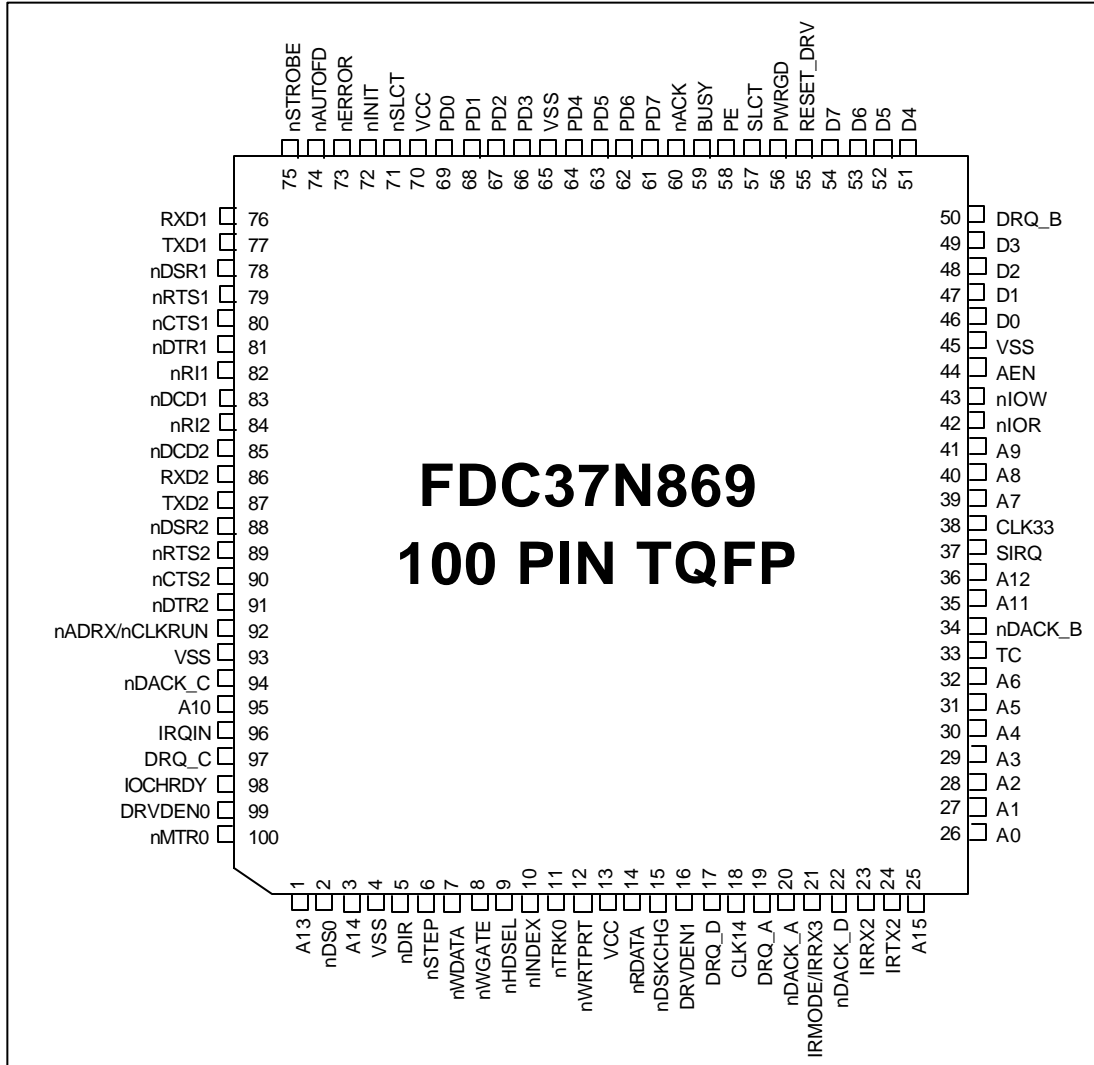 nSTROBE nAUTOFD nERROR nINIT nSLCT VCC PD0 PD1 PD2 PD3 VSS PD4 PD5 PD6 PD7 nACK BUSY PE SLCT PWRGD RESET_DRV D7 D6 D5 D4
75 74 73 72 71 70 69 68 67 66 65 64 63 62 61 60 59 58 57 56 55 54 53 52 51
RXD1 76
TXD1 77
nDSR1 78
nRTS1 79
nCTS1 80
nDTR1 81
nRI1 82
nDCD1 83
nRI2 84
nDCD2 85
RXD2 86
TXD2 87
nDSR2 88
nRTS2 89
nCTS2 90
nDTR2 91
nADRX/nCLKRUN 92
VSS 93
nDACK_C 94
A10 95
IRQIN 96
DRQ_C 97
IOCHRDY 98
DRVDEN0 99
nMTR0 100
FDC37N869
100 PIN TQFP
50 DRQ_B
49 D3
48 D2
47 D1
46 D0
45 VSS
44 AEN
43 nIOW
42 nIOR
41 A9
40 A8
39 A7
38 CLK33
37 SIRQ
36 A12
35 A11
34 nDACK_B
33 TC
32 A6
31 A5
30 A4
29 A3
28 A2
27 A1
26 A0
1 2 3 4 5 6 7 8 9 10 11 12 13 14 15 16 17 18 19 20 21 22 23 24 25
A13 nDS0 A14 VSS nDIR nSTEP nWDATA nWGATE nHDSEL nINDEX nTRK0 nWRTPRT VCC nRDATA nDSKCHG DRVDEN1 DRQ_D CLK14 DRQ_A nDACK_A IRMODE/IRRX3 nDACK_D IRRX2 IRTX2 A15